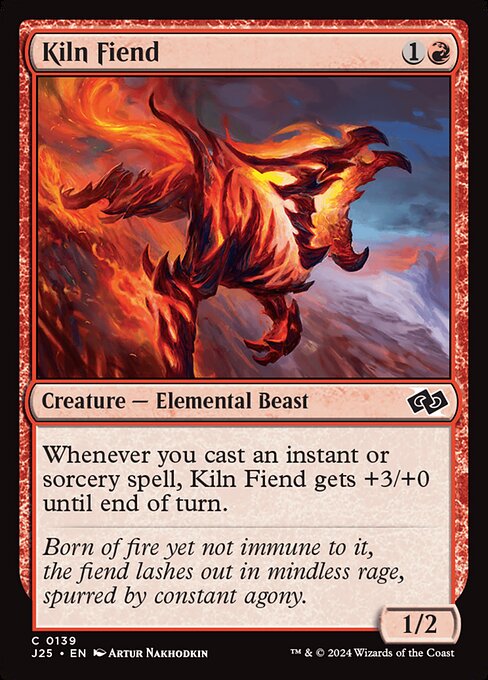 Kiln Fiend 1
Creature — Elemental Beast
Whenever you cast an instant or
sorcery spell, Kiln Fiend gets +3/+0
until end of turn.
Born of fire yet not immune to it,
the fiend lashes out in mindless rage,
spurred by constant agony.
1/2
C 0139
J25 • EN Artur Nakhodkin
™ & © 2024 Wizards of the Coast